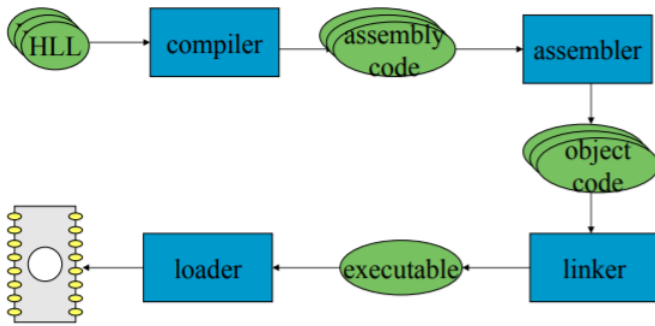 HLL
compiler
assembly
code
assembler
object
code
loader
executable
linker